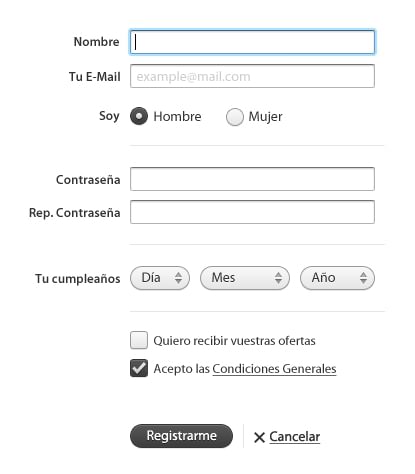 Nombre
Tu E-Mail example@mail.com
Soy Hombre Mujer
Contraseña
Rep. Contraseña
Tu cumpleaños Día Mes Año
Quiero recibir vuestras ofertas
Acepto las Condiciones Generales
Registrarme Cancelar